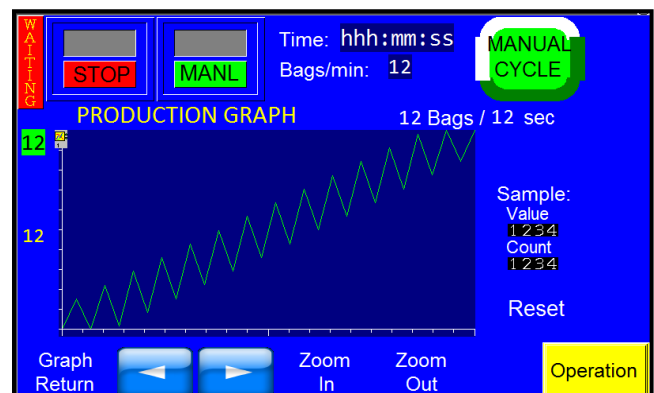 WAITING
STOP
MANL
Time: hhh:mm:ss
Bags/min: 12
MANUAL
CYCLE
PRODUCTION GRAPH
12 Bags / 12 sec
12
12
Sample:
Value
1234
Count
1234
Reset
Graph
Return
Zoom
In
Zoom
Out
Operation